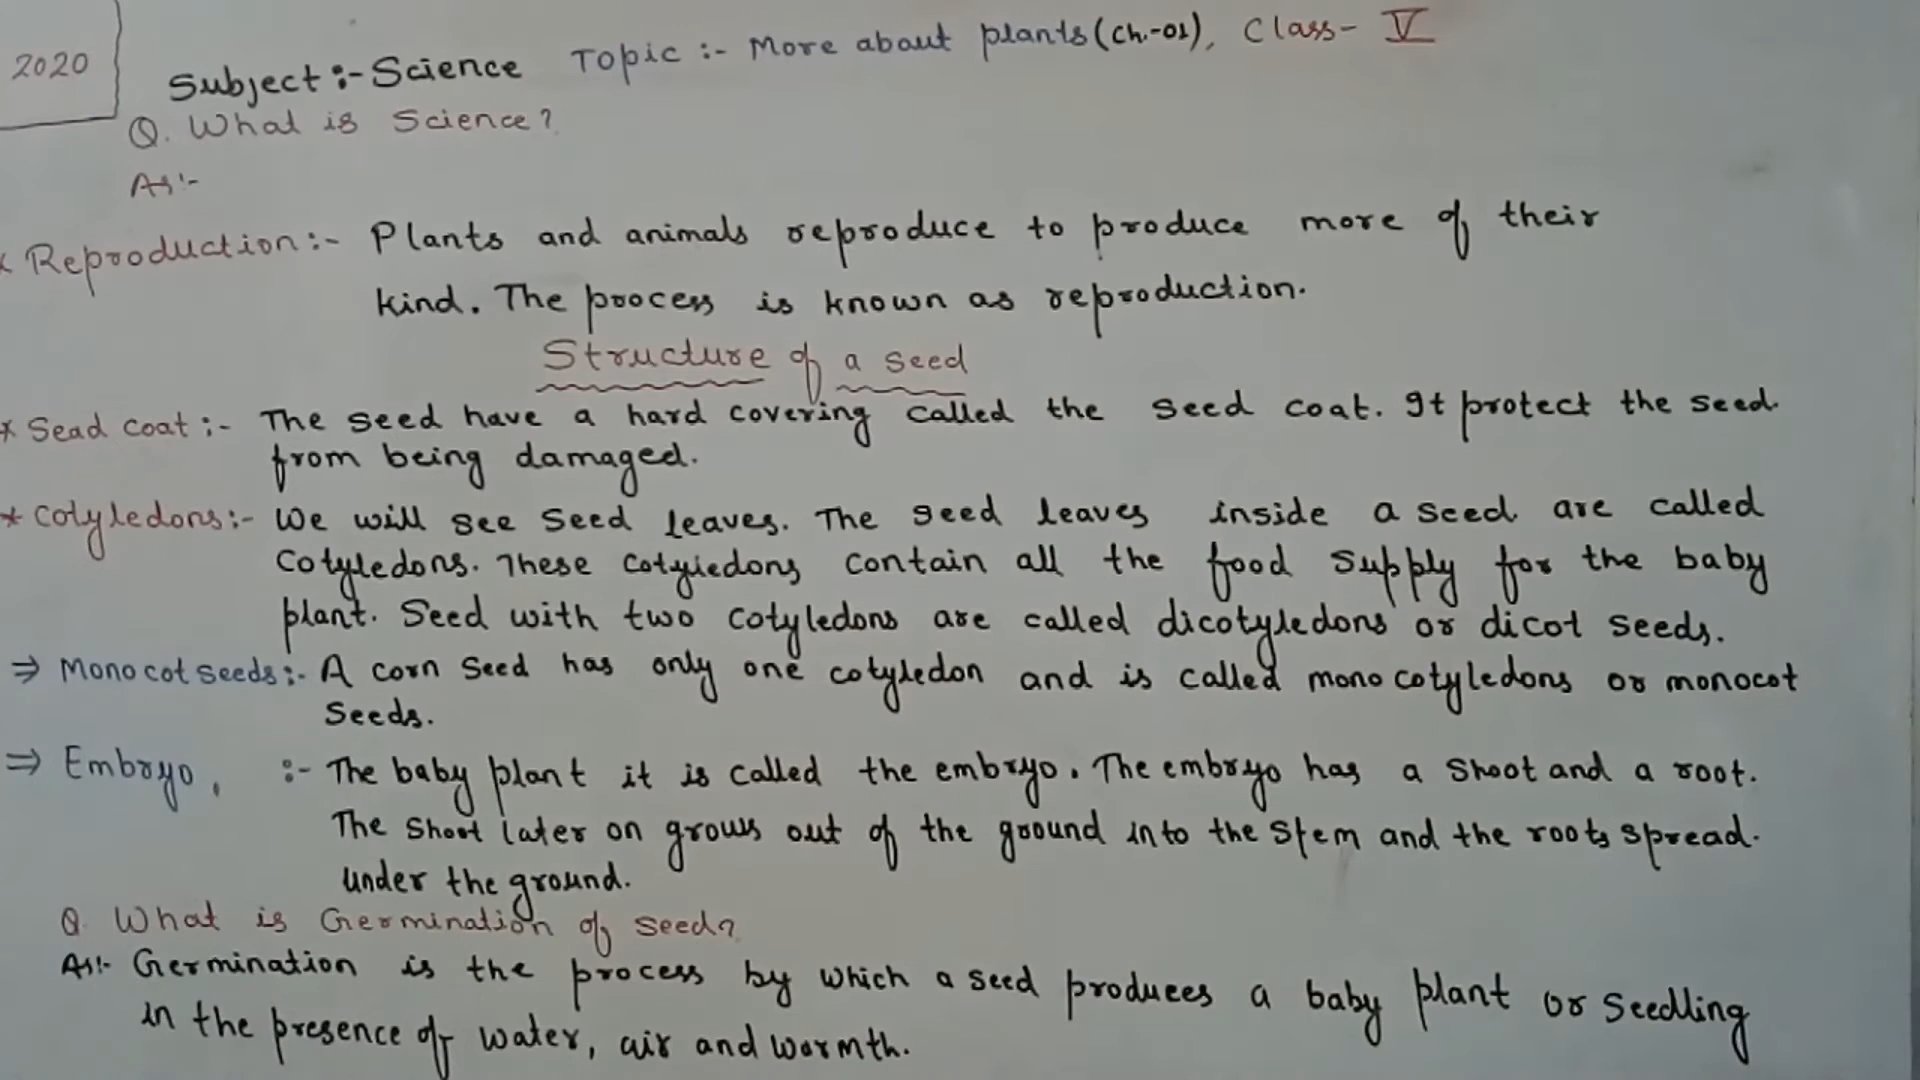 2020
Subject :- Science Topic :- More about plants (Ch.-01), Class- V
Q. What is Science?
As:-
* Reproduction :- Plants and animals reproduce to produce more of their
kind. The process is known as reproduction.
Structure of a seed
* Sead coat :- The seed have a hard covering called the seed coat. It protect the seed.
from being damaged.
* Cotyledons :- We will see seed leaves. The seed leaves inside a seed are called
Cotyledons. These cotyiedons contain all the food supply for the baby
plant. Seed with two cotyledons are called dicotyledons or dicot seeds.
⇒ Monocot seeds :- A corn seed has only one cotyledon and is called mono cotyledons or monocot
seeds.
⇒ Embryo, :- The baby plant it is called the embryo. The embryo has a shoot and a root.
The shoot later on grows out of the ground into the stem and the roots spread.
under the ground.
Q. What is Germination of seed?
As:- Germination is the process by which a seed produces a baby plant or seedling
in the presence of water, air and wormth.